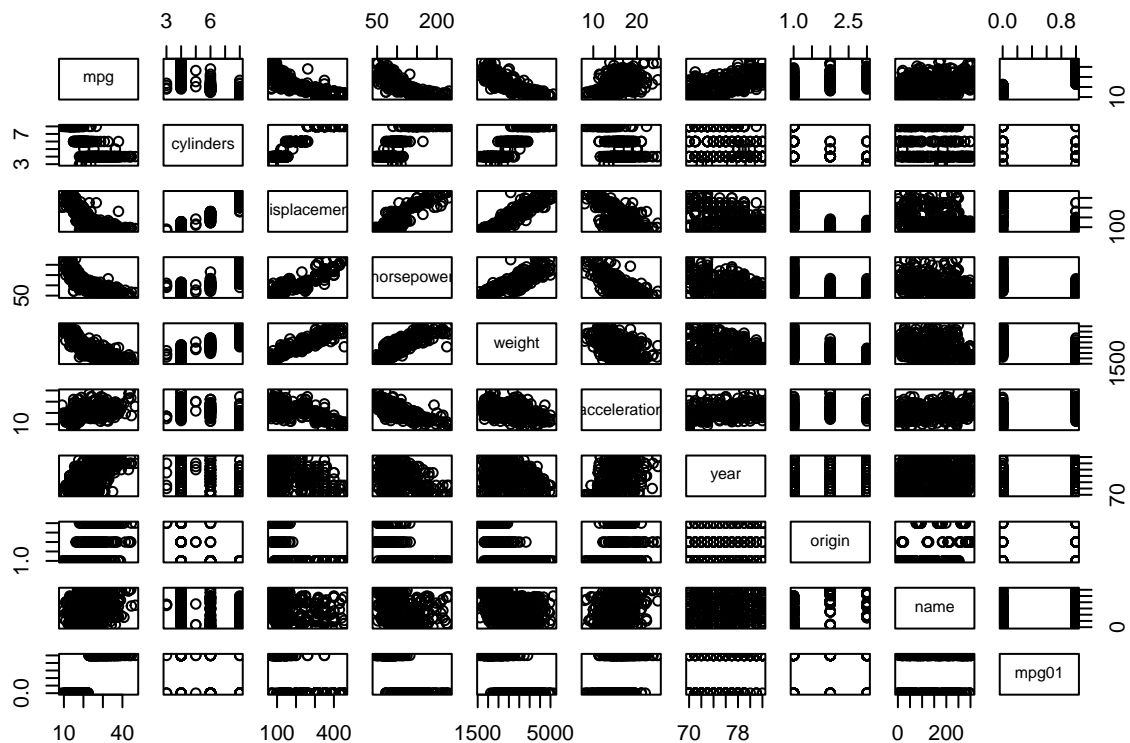 3 6 50 200 10 20 1.0 2.5 0.0 0.8
mpg 10
3 7 cylinders
isplacemen 100
50 horsepower
weight 1500
10 acceleration
year 70
1.0 origin
name 0
0.0 mpg01
10 40 100 400 1500 5000 70 78 0 200